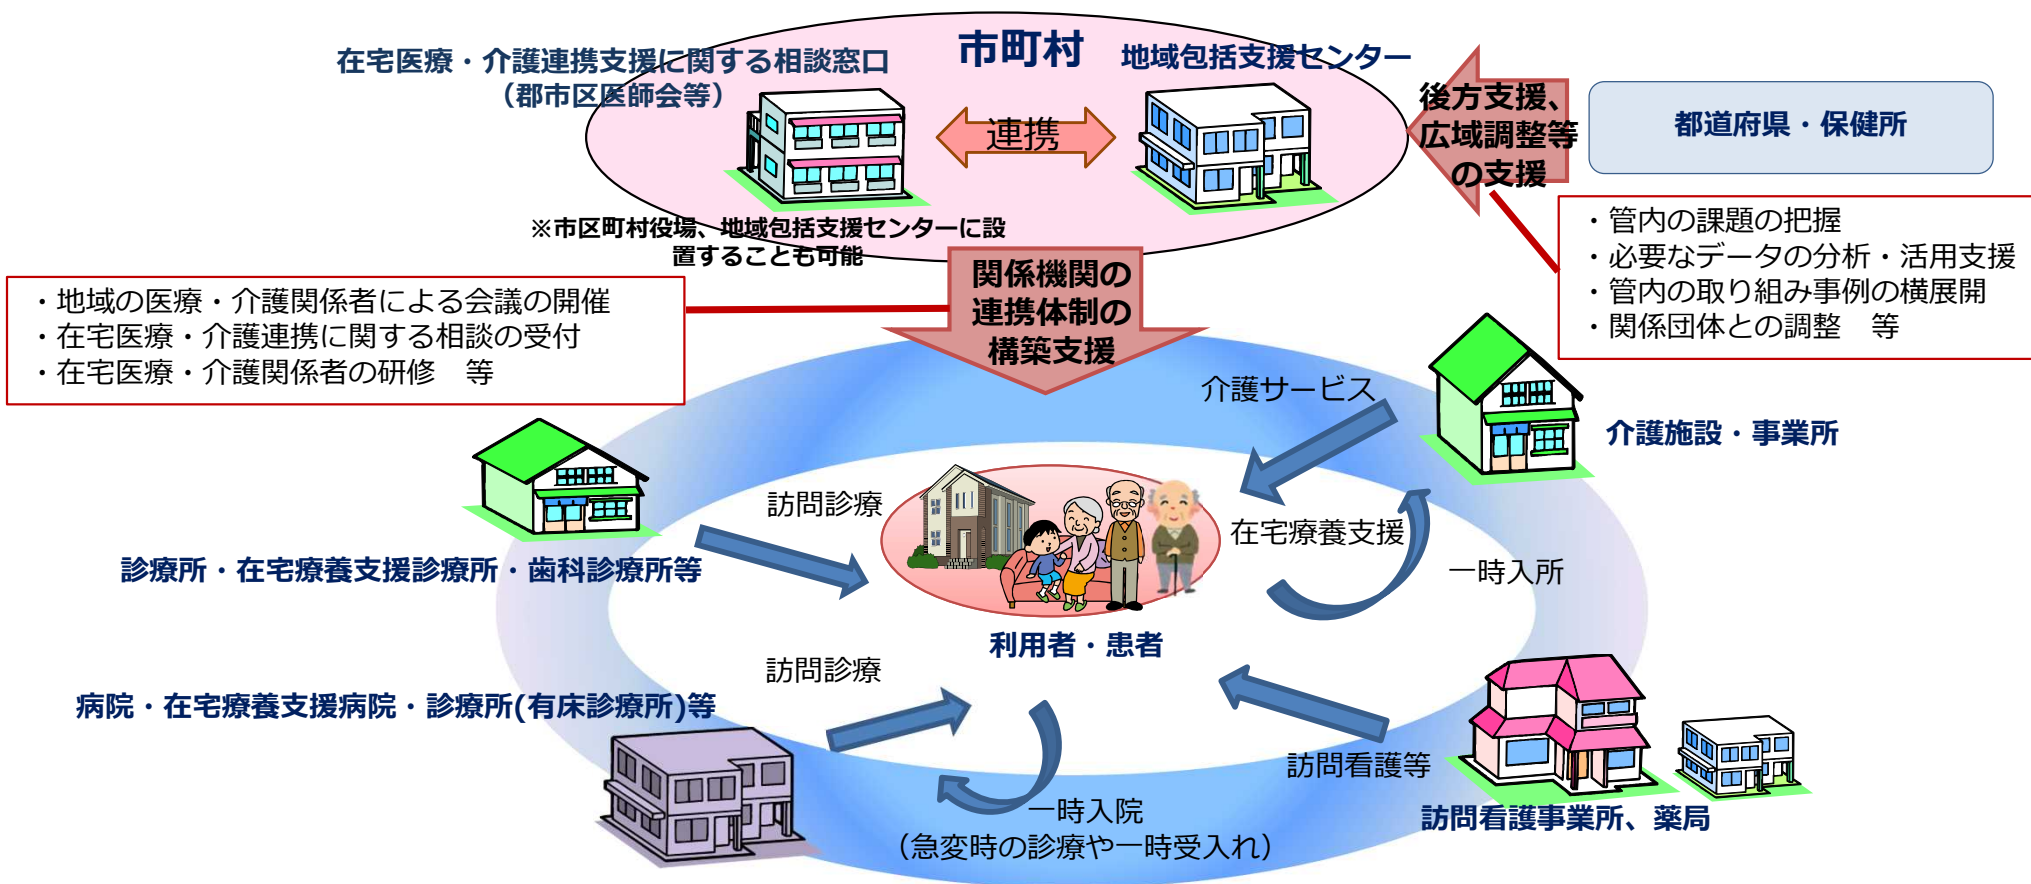 市町村
在宅医療・介護連携支援に関する相談窓口
（郡市区医師会等）
地域包括支援センター
連携
※市区町村役場、地域包括支援センターに設
置することも可能
後方支援、
広域調整等
の支援
都道府県・保健所
・管内の課題の把握
・必要なデータの分析・活用支援
・管内の取り組み事例の横展開
・関係団体との調整　等
関係機関の
連携体制の
構築支援
・地域の医療・介護関係者による会議の開催
・在宅医療・介護連携に関する相談の受付
・在宅医療・介護関係者の研修　等
介護サービス
介護施設・事業所
訪問診療
在宅療養支援
一時入所
診療所・在宅療養支援診療所・歯科診療所等
利用者・患者
訪問診療
病院・在宅療養支援病院・診療所(有床診療所)等
訪問看護等
一時入院
（急変時の診療や一時受入れ）
訪問看護事業所、薬局